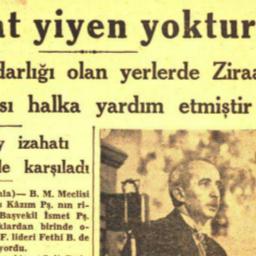 at yiyen yoktur
darlığı olan yerlerde Ziraa
sı halka yardım etmiştir
y izahatı
le karşıladı
la)— B. M. Meclisi
Kâzım Pş. nın ri-
Başvekil İsmet Pş.
klardan birinde o-
F. lideri Fethi B. de
yordu.